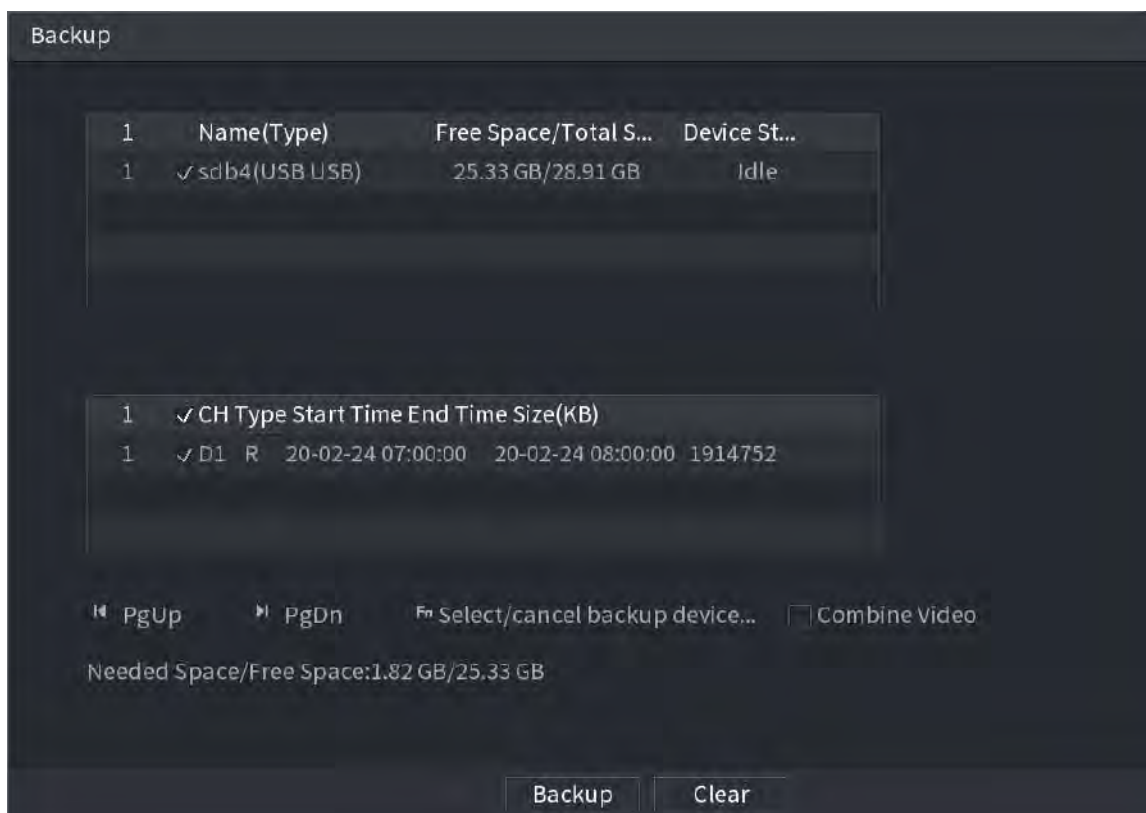 Backup
1 Name(Type) Free Space/Total S... Device St...
1 ✓ sdb4(USB USB) 25.33 GB/28.91 GB Idle
1 ✓ CH Type Start Time End Time Size(KB)
1 ✓ D1 R 20-02-24 07:00:00 20-02-24 08:00:00 1914752
PgUp PgDn Fn Select/cancel backup device... Combine Video
Needed Space/Free Space:1.82 GB/25.33 GB
Backup Clear